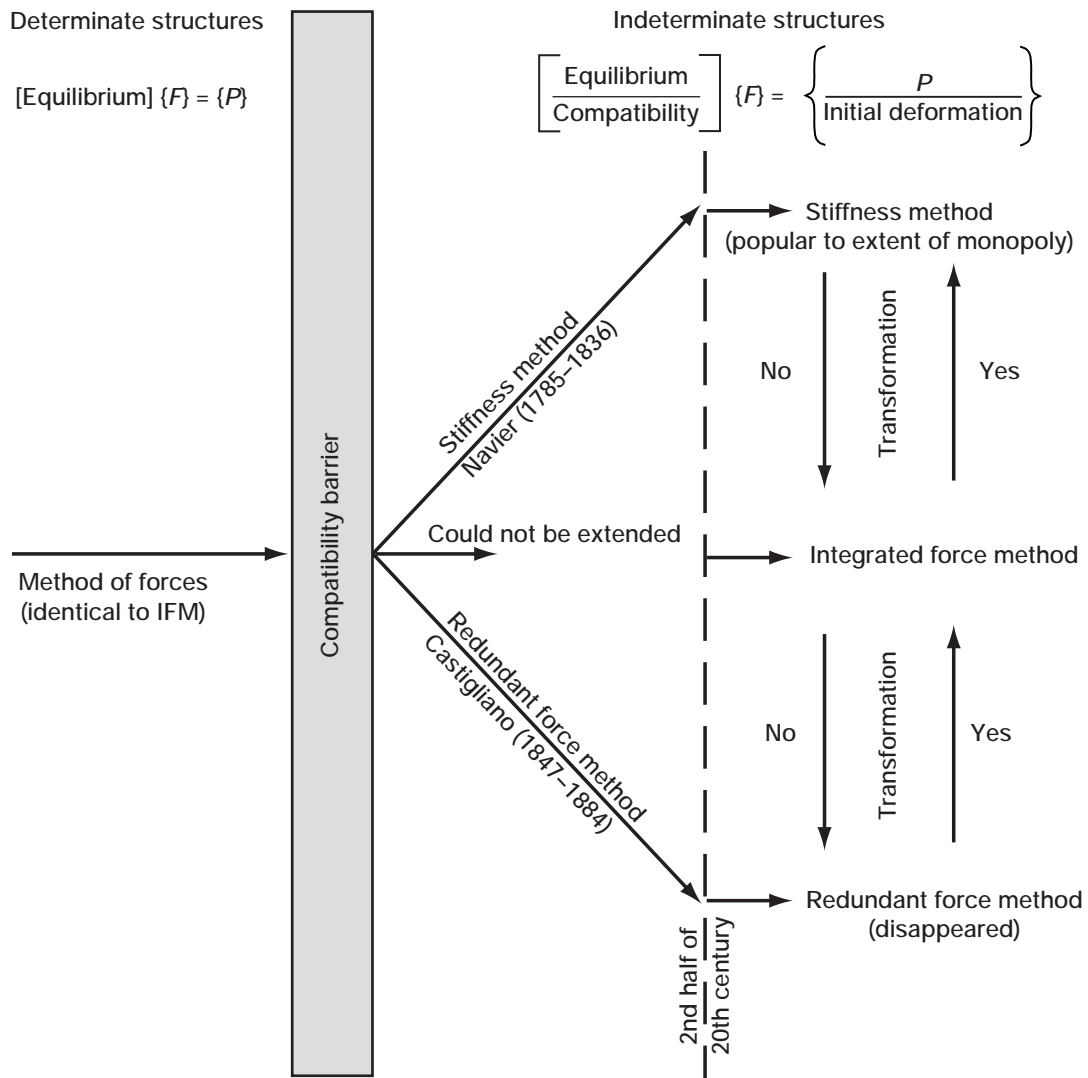 Determinate structures
Indeterminate structures
[Equilibrium] {F} = {P}
Equilibrium
Compatibility
{F} =
P
Initial deformation
Stiffness method
(popular to extent of monopoly)
Stiffness method
Navier (1785–1836)
No
Transformation
Yes
Compatibility barrier
Could not be extended
Integrated force method
Method of forces
(identical to IFM)
Redundant force method
Castigliano (1847–1884)
No
Transformation
Yes
Redundant force method
(disappeared)
2nd half of
20th century